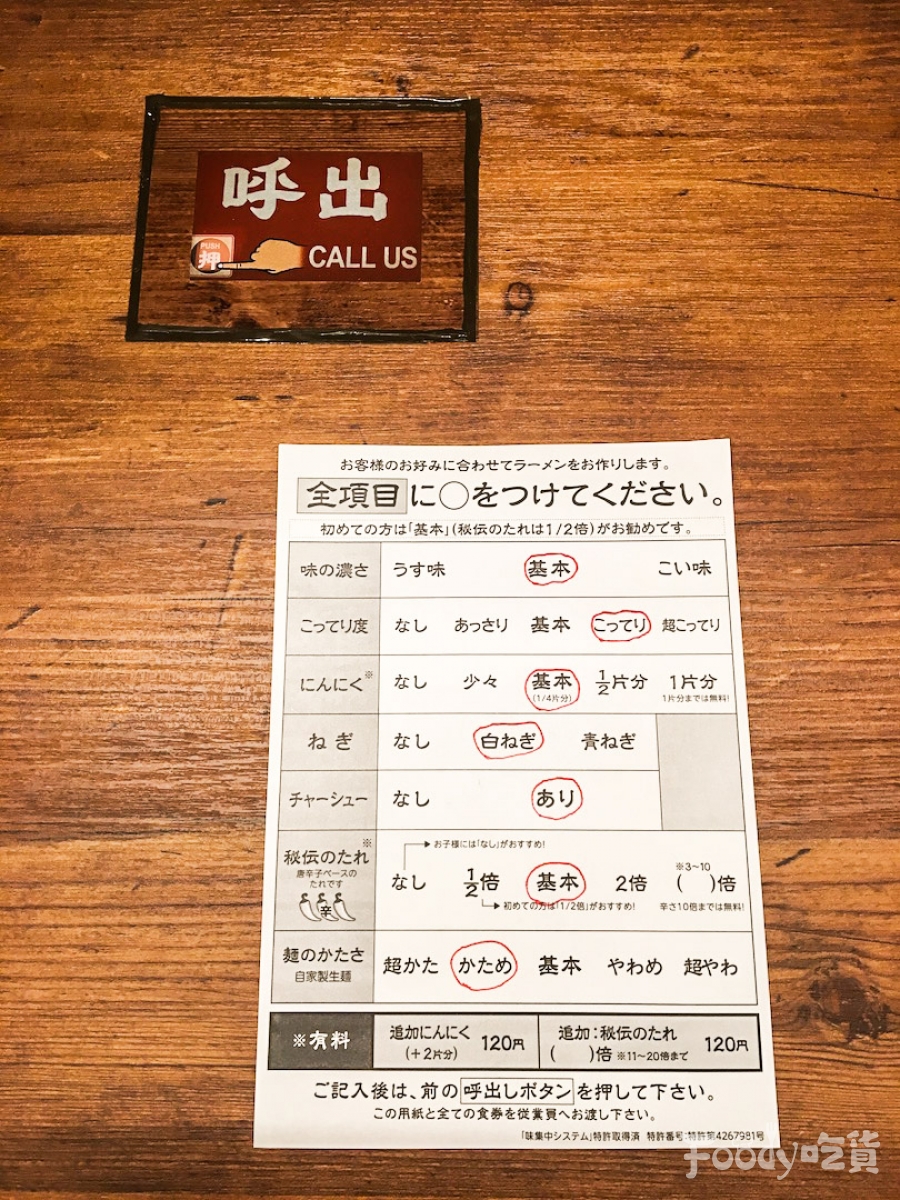 呼出
PUSH
押
CALL US
お客様のお好みに合わせてラーメンをお作りします。
全項目に〇をつけてください。
初めての方は「基本」(秘伝のたれは1/2倍)がお勧めです。
味の濃さ うす味 基本 こい味
こってり度 なし あっさり 基本 こってり 超こってり
にんにく※ なし 少々 基本 1/2片分 1片分
(1/4片分) 1片分までは無料!
ねぎ なし 白ねぎ 青ねぎ
チャーシュー なし あり
お子様には「なし」がおすすめ!
秘伝のたれ※ なし 1/2倍 基本 2倍 ( )倍
※3~10
唐辛子ベースの
たれです
辛
初めての方は「1/2倍」がおすすめ! 辛さ10倍までは無料!
麺のかたさ 超かた かため 基本 やわめ 超やわ
自家製生麺
※有料 追加にんにく (+2片分) 120円 追加:秘伝のたれ ( )倍 ※11~20倍まで 120円
ご記入後は、前の呼出しボタンを押して下さい。
この用紙と全ての食券を従業員へお渡し下さい。
「味集中システム」特許取得済 特許番号:特許第4267981号
Foody吃貨